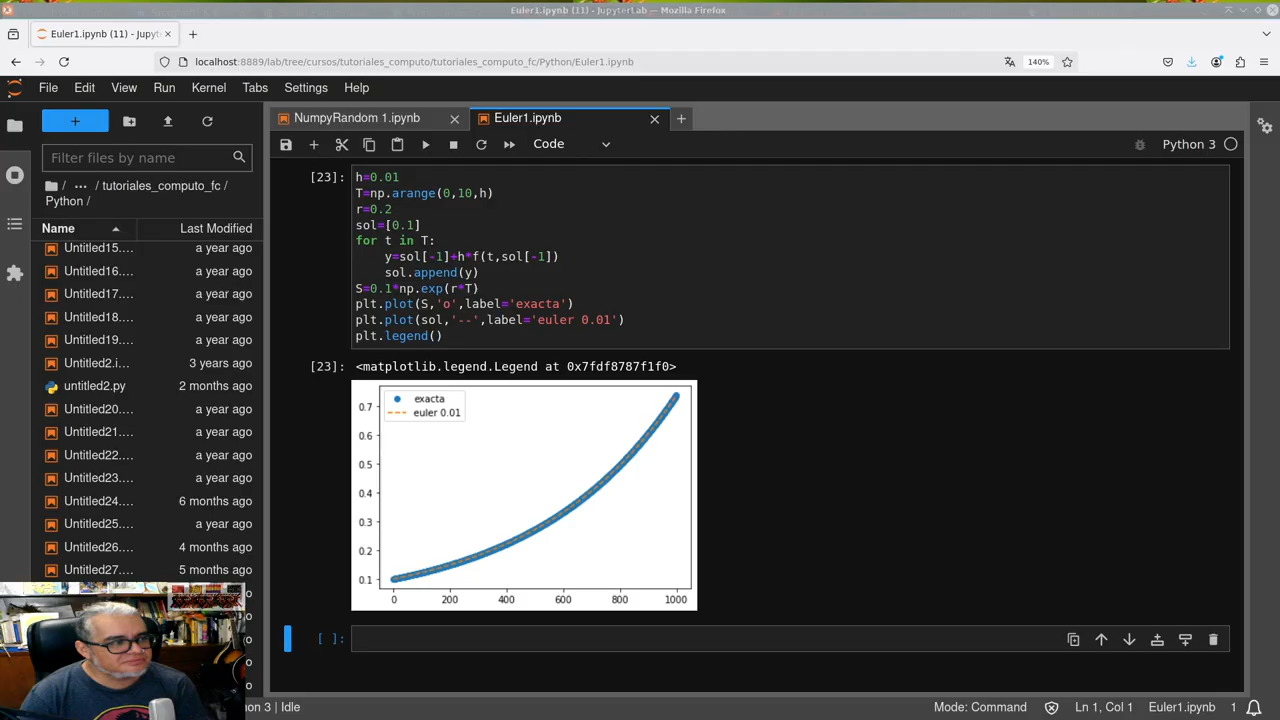 Euler1.ipynb (11) - JupyterLab — Mozilla Firefox
Euler1.ipynb (11) - Jupyt
localhost:8889/lab/tree/cursos/tutoriales_computo/tutoriales_computo_fc/Python/Euler1.ipynb
140%
File Edit View Run Kernel Tabs Settings Help
NumpyRandom 1.ipynb
Euler1.ipynb
Code
Python 3
Filter files by name
/ ... / tutoriales_computo_fc /
Python /
Name Last Modified
Untitled15.... a year ago
Untitled16.... a year ago
Untitled17.... a year ago
Untitled18.... a year ago
Untitled19.... a year ago
Untitled2.i... 3 years ago
untitled2.py 2 months ago
Untitled20.... a year ago
Untitled21.... a year ago
Untitled22.... a year ago
Untitled23.... a year ago
Untitled24.... 6 months ago
Untitled25.... a year ago
Untitled26.... 4 months ago
Untitled27.... 5 months ago
[23]: h=0.01
T=np.arange(0,10,h)
r=0.2
sol=[0.1]
for t in T:
    y=sol[-1]+h*f(t,sol[-1])
    sol.append(y)
S=0.1*np.exp(r*T)
plt.plot(S,'o',label='exacta')
plt.plot(sol,'--',label='euler 0.01')
plt.legend()
[23]: <matplotlib.legend.Legend at 0x7fdf8787f1f0>
exacta
euler 0.01
0.7
0.6
0.5
0.4
0.3
0.2
0.1
0 200 400 600 800 1000
[ ]:
3 | Idle
Mode: Command
Ln 1, Col 1
Euler1.ipynb
1